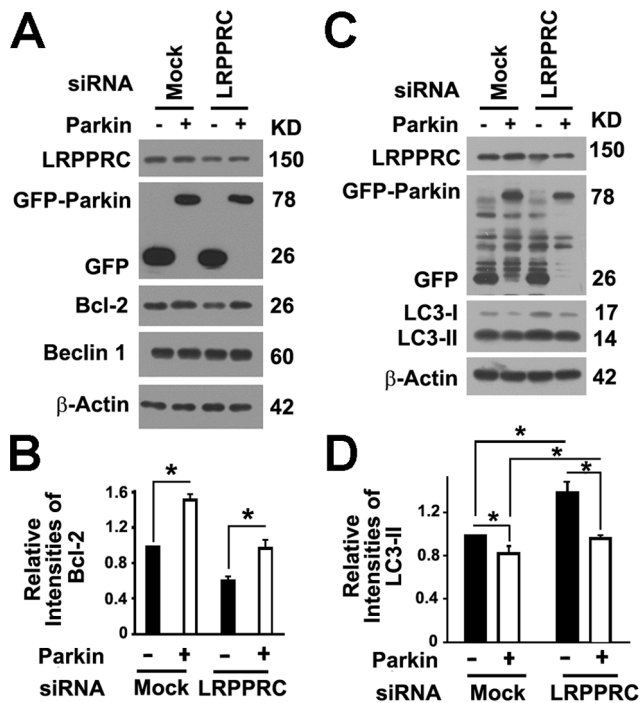 A
siRNA Mock LRPPRC
Parkin - + - + KD
LRPPRC 150
GFP-Parkin 78
GFP 26
Bcl-2 26
Beclin 1 60
β-Actin 42
B
Relative
Intensities of
Bcl-2
1.6
1.2
0.8
0.4
0
* *
Parkin - + - +
siRNA Mock LRPPRC
C
siRNA Mock LRPPRC
Parkin - + - + KD
LRPPRC 150
GFP-Parkin 78
GFP 26
LC3-I 17
LC3-II 14
β-Actin 42
D
Relative
Intensities of
LC3-II
1.2
0.8
0.4
0
*
*
* *
Parkin - + - +
siRNA Mock LRPPRC